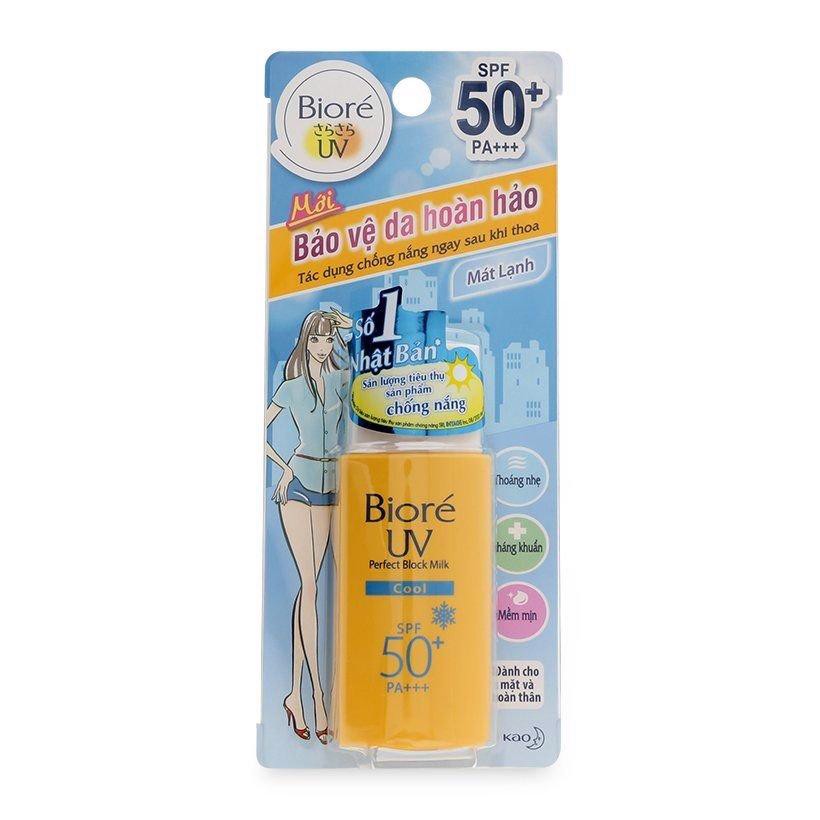 Bioré
さらさら
UV
SPF
50+
PA+++
Mới
Bảo vệ da hoàn hảo
Tác dụng chống nắng ngay sau khi thoa
Mát Lạnh
Số 1
Nhật Bản*
Sản lượng tiêu thụ
sản phẩm
chống nắng
Bioré
UV
Perfect Block Milk
Cool
SPF
50+
PA+++
Thoáng nhẹ
kháng khuẩn
Mềm mịn
Dành cho
mặt và
toàn thân
Kao